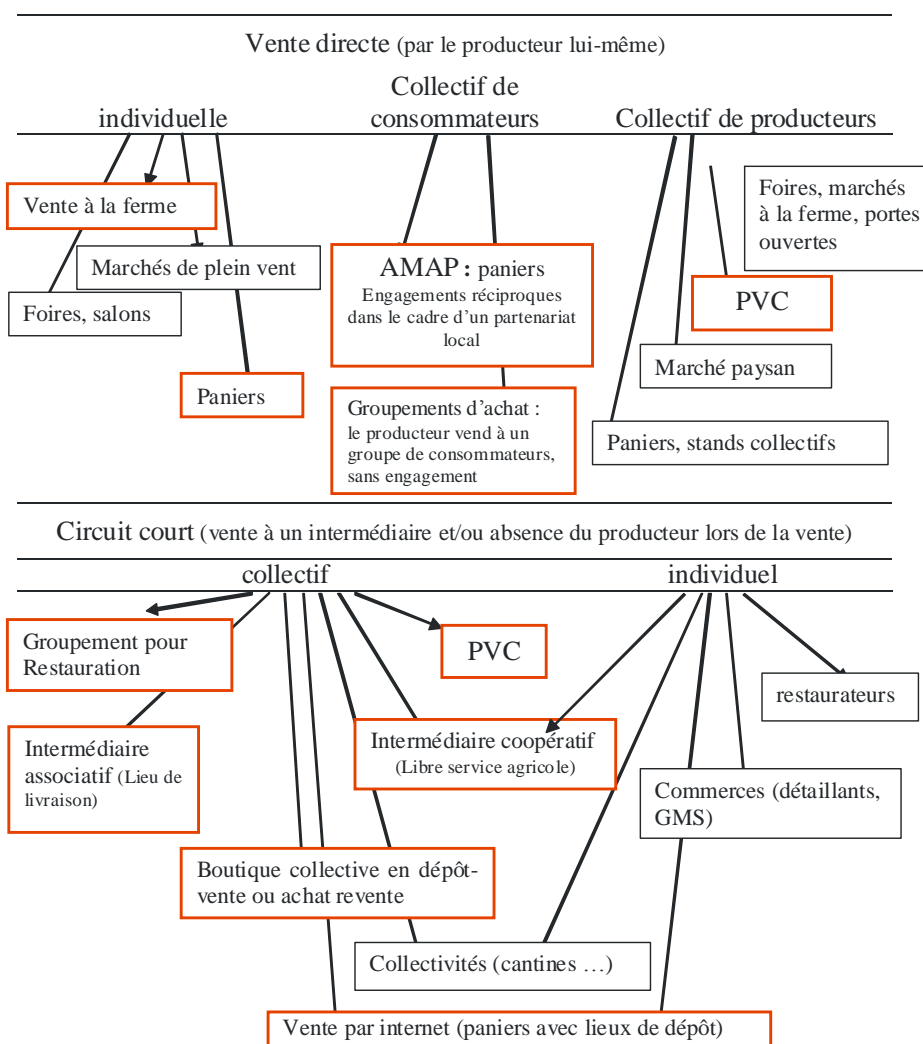 Vente directe (par le producteur lui-même)
individuelle
Collectif de
consommateurs
Collectif de producteurs
Vente à la ferme
Marchés de plein vent
Foires, salons
Paniers
AMAP : paniers
Engagements réciproques
dans le cadre d’un partenariat
local
Groupements d’achat :
le producteur vend à un
groupe de consommateurs,
sans engagement
Foires, marchés
à la ferme, portes
ouvertes
PVC
Marché paysan
Paniers, stands collectifs
Circuit court (vente à un intermédiaire et/ou absence du producteur lors de la vente)
collectif
individuel
Groupement pour
Restauration
PVC
restaurateurs
Intermédiaire
associatif (Lieu de
livraison)
Intermédiaire coopératif
(Libre service agricole)
Commerces (détaillants,
GMS)
Boutique collective en dépôt-
vente ou achat revente
Collectivités (cantines …)
Vente par internet (paniers avec lieux de dépôt)